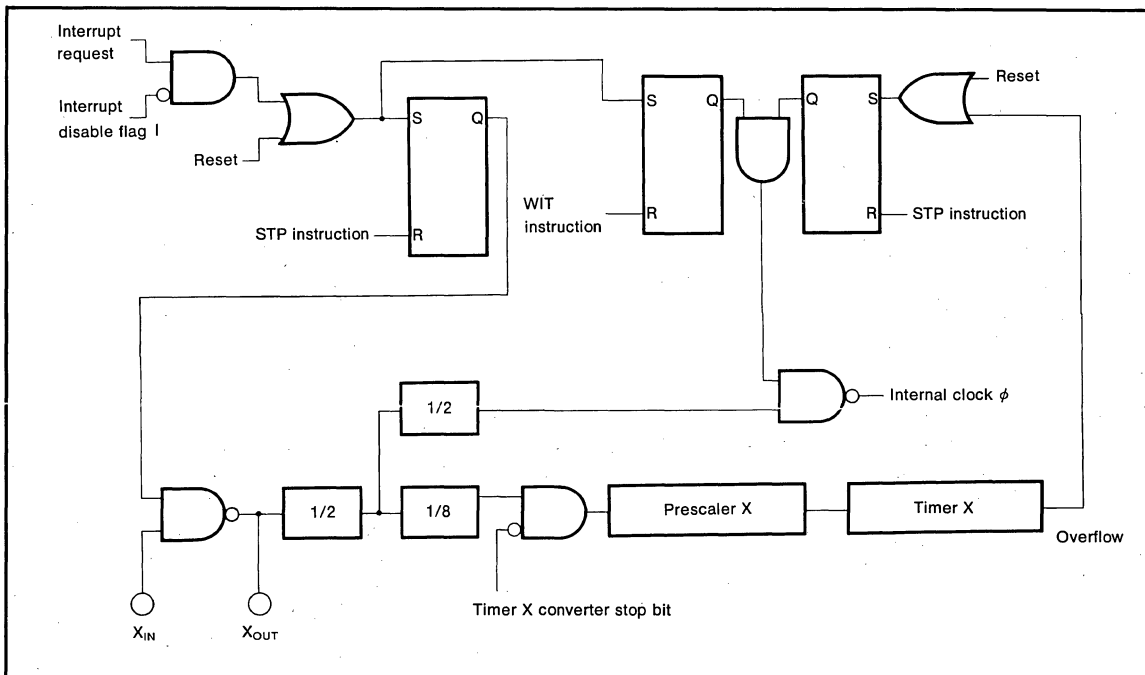 Interrupt
request
Interrupt
disable flag I
Reset
STP instruction
S
Q
R
WIT
instruction
S
Q
R
Q
S
R
Reset
STP instruction
1/2
Internal clock ϕ
1/2
1/8
Prescaler X
Timer X
Overflow
Timer X converter stop bit
XIN
XOUT